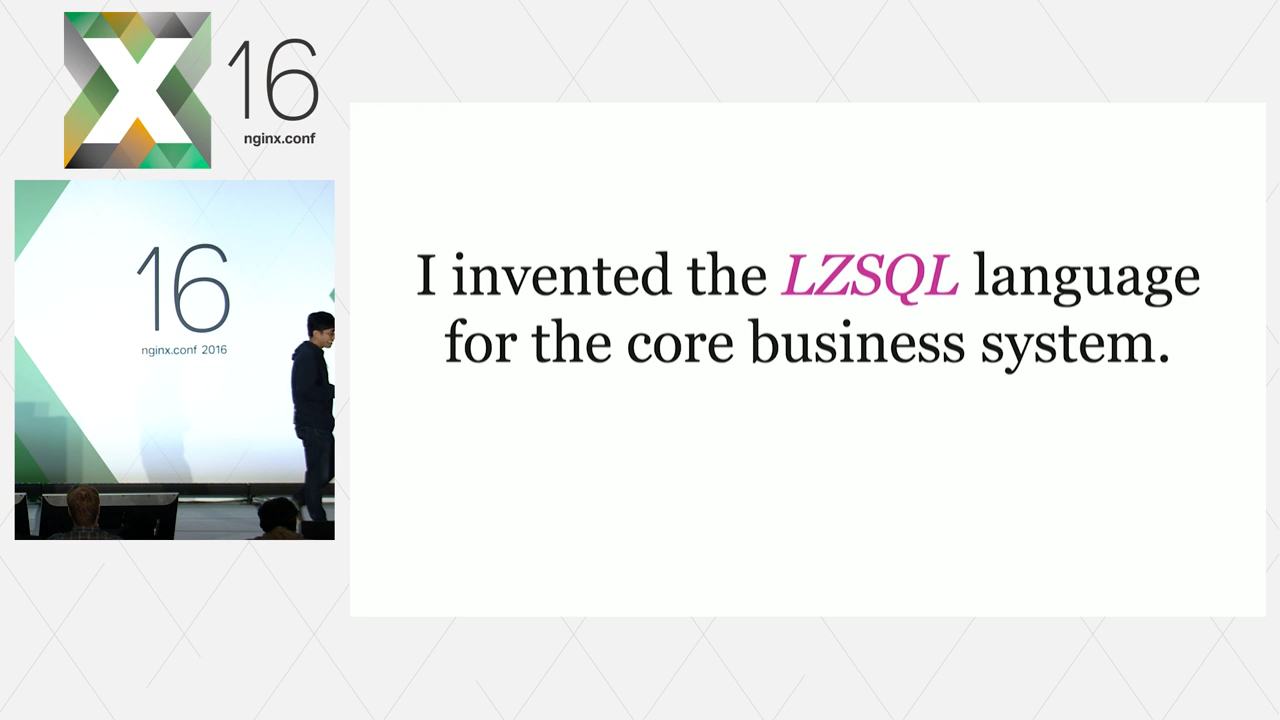 X
16
nginx.conf
16
nginx.conf 2016
I invented the LZSQL language
for the core business system.